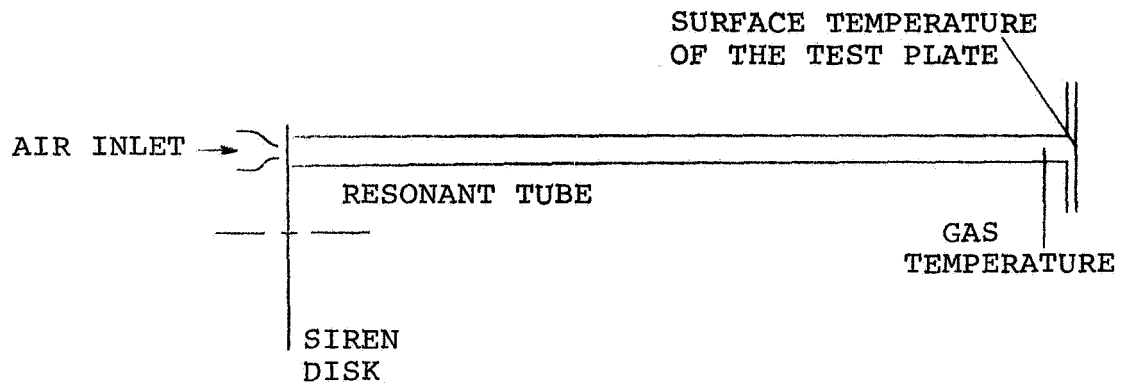 SURFACE TEMPERATURE
OF THE TEST PLATE
AIR INLET
RESONANT TUBE
GAS
TEMPERATURE
SIREN
DISK